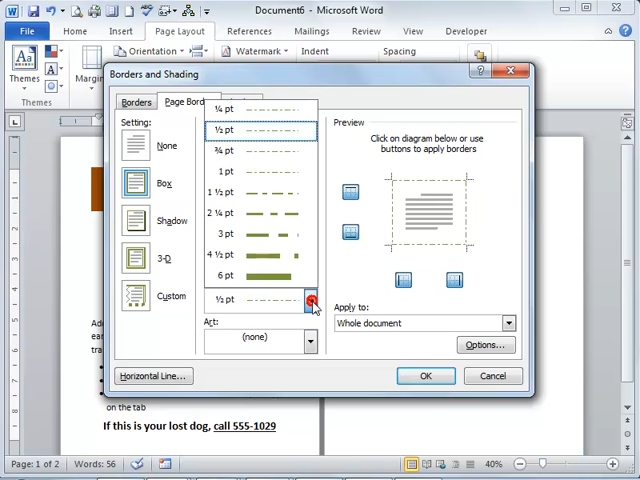 Document6 - Microsoft Word
File Home Insert Page Layout References Mailings Review View
Themes
Themes
Orientation
Watermark
Indent
Spacing
Borders and Shading
Borders
Page Bord
Setting:
None
Box
Shadow
3-D
Custom
¼ pt
½ pt
¾ pt
1 pt
1 ½ pt
2 ¼ pt
3 pt
4 ½ pt
6 pt
½ pt
Art:
(none)
Preview
Click on diagram below or use
buttons to apply borders
Apply to:
Whole document
Options...
Horizontal Line...
OK
Cancel
on the tab
If this is your lost dog, call 555-1029
Page: 1 of 2
Words: 56
40%